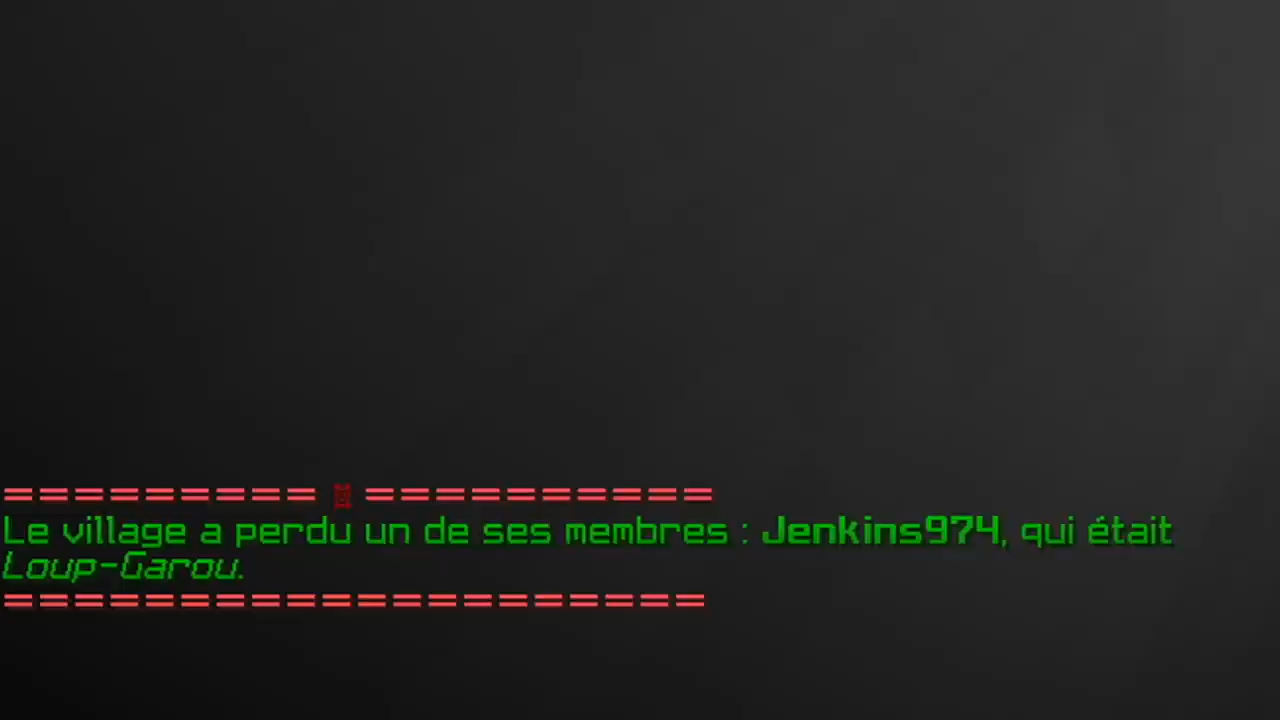 ========= ==========
Le village a perdu un de ses membres : Jenkins974, qui était
Loup-Garou.
====================